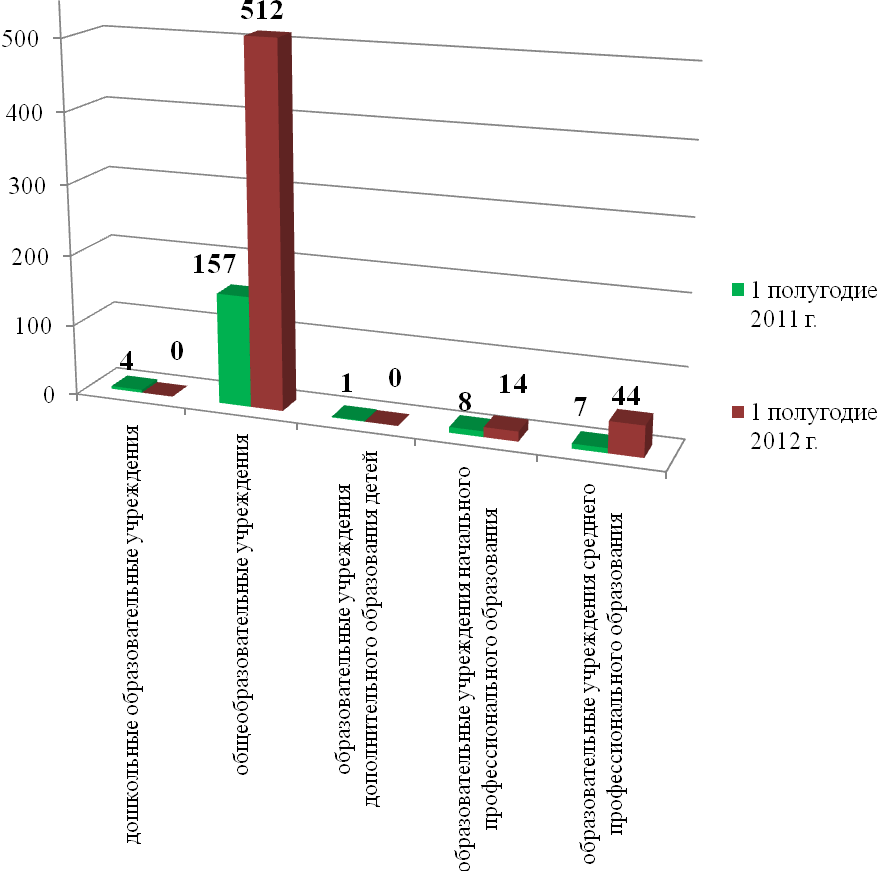 512
500
400
300
200
100
0
157
4
0
1
0
8
14
7
44
1 полугодие
2011 г.
1 полугодие
2012 г.
дошкольные образовательные учреждения
общеобразовательные учреждения
образовательные учреждения
дополнительного образования детей
образовательные учреждения начального
профессионального образования
образовательные учреждения среднего
профессионального образования